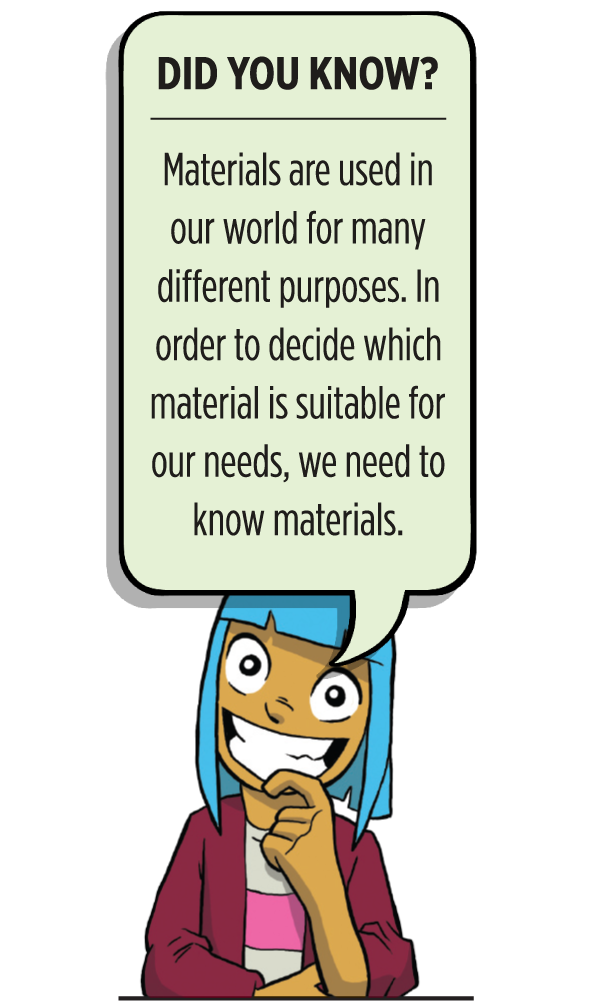 DID YOU KNOW?
Materials are used in
our world for many
different purposes. In
order to decide which
material is suitable for
our needs, we need to
know materials.